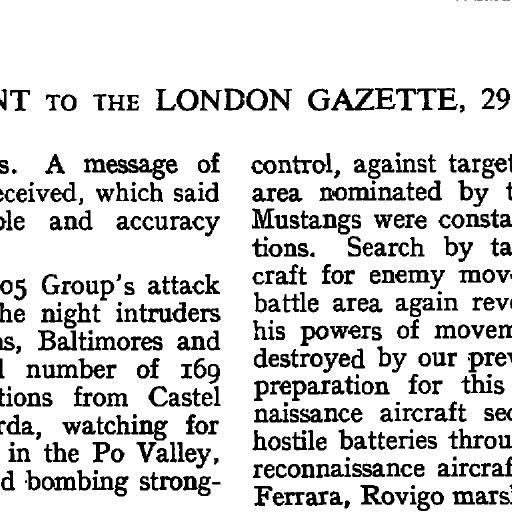 NT TO THE LONDON GAZETTE, 29
s. A message of
eceived, which said
ble and accuracy
05 Group's attack
he night intruders
ns, Baltimores and
l number of 169
tions from Castel
rda, watching for
in the Po Valley,
d bombing strong-
control, against target
area nominated by t
Mustangs were consta
tions. Search by ta
craft for enemy mov
battle area again reve
his powers of movem
destroyed by our prev
preparation for this
naissance aircraft sec
hostile batteries throu
reconnaissance aircraf
Ferrara, Rovigo mars